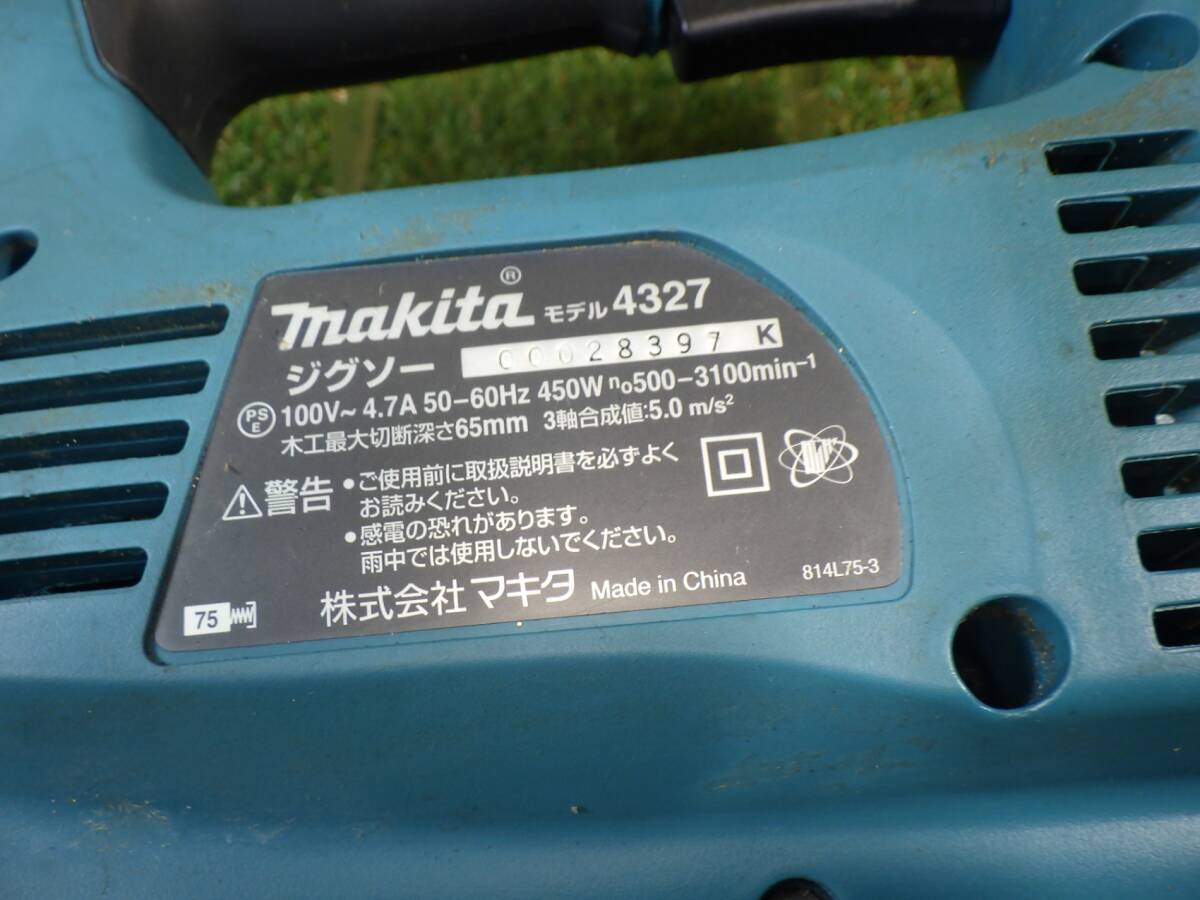 makita® モデル 4327
ジグソー 00028397 K
PSE 100V~ 4.7A 50-60Hz 450W n₀500-3100min⁻¹
木工最大切断深さ65mm 3軸合成値:5.0 m/s²
警告 •ご使用前に取扱説明書を必ずよく
お読みください。
•感電の恐れがあります。
雨中では使用しないでください。
75 株式会社 マキタ Made in China 814L75-3